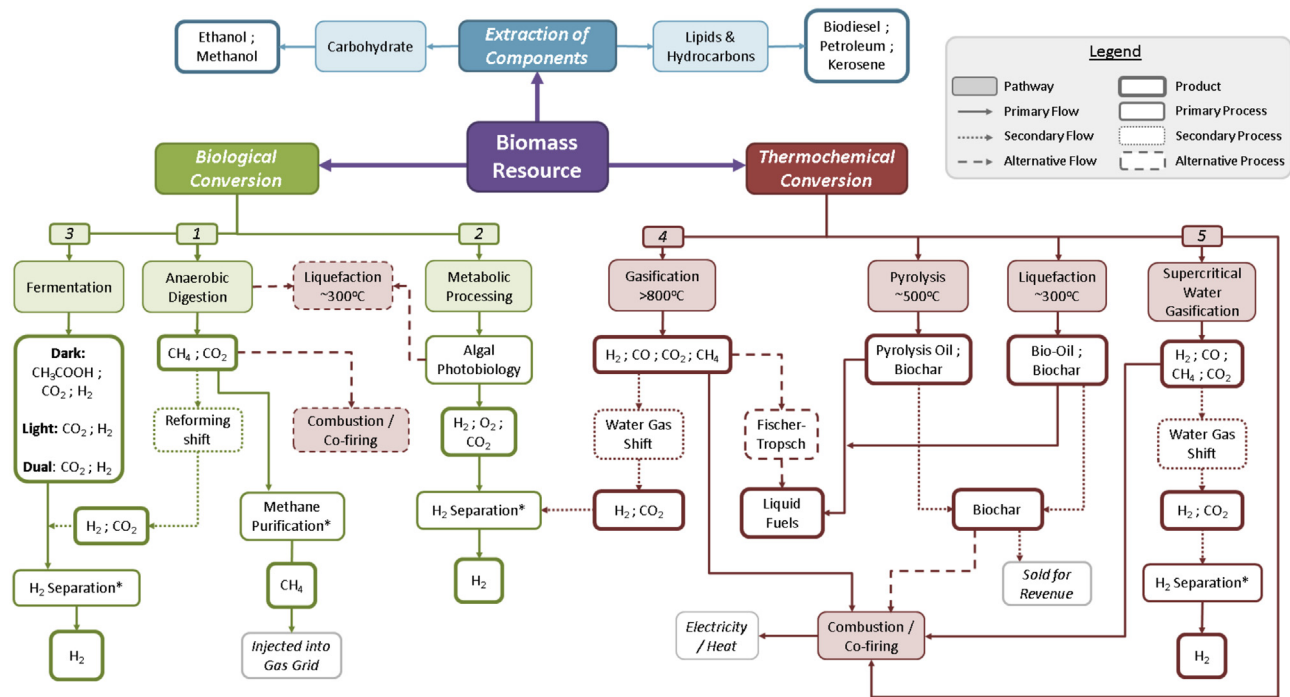 Ethanol ;
Methanol
Carbohydrate
Extraction of
Components
Lipids &
Hydrocarbons
Biodiesel ;
Petroleum ;
Kerosene
Legend
Pathway
Product
Primary Flow
Primary Process
Secondary Flow
Secondary Process
Alternative Flow
Alternative Process
Biological
Conversion
Biomass
Resource
Thermochemical
Conversion
3
1
2
4
5
Fermentation
Anaerobic
Digestion
Liquefaction
~300ºC
Metabolic
Processing
Gasification
>800ºC
Pyrolysis
~500ºC
Liquefaction
~300ºC
Supercritical
Water
Gasification
Dark:
CH₃COOH ;
CO₂ ; H₂
Light: CO₂ ; H₂
Dual: CO₂ ; H₂
CH₄ ; CO₂
Algal
Photobiology
H₂ ; CO ; CO₂ ; CH₄
Pyrolysis Oil ;
Biochar
Bio-Oil ;
Biochar
H₂ ; CO ;
CH₄ ; CO₂
Reforming
shift
Combustion /
Co-firing
H₂ ; O₂ ;
CO₂
Water Gas
Shift
Fischer-
Tropsch
Water Gas
Shift
H₂ ; CO₂
Methane
Purification*
H₂ Separation*
H₂ ; CO₂
Liquid
Fuels
Biochar
H₂ ; CO₂
H₂ Separation*
CH₄
H₂
Sold for
Revenue
H₂ Separation*
H₂
Injected into
Gas Grid
Electricity
/ Heat
Combustion /
Co-firing
H₂